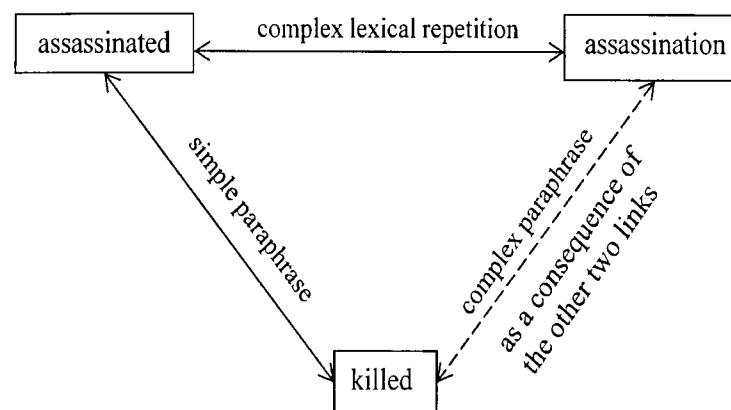 complex lexical repetition
assassinated
assassination
simple paraphrase
complex paraphrase
as a consequence of
the other two links
killed